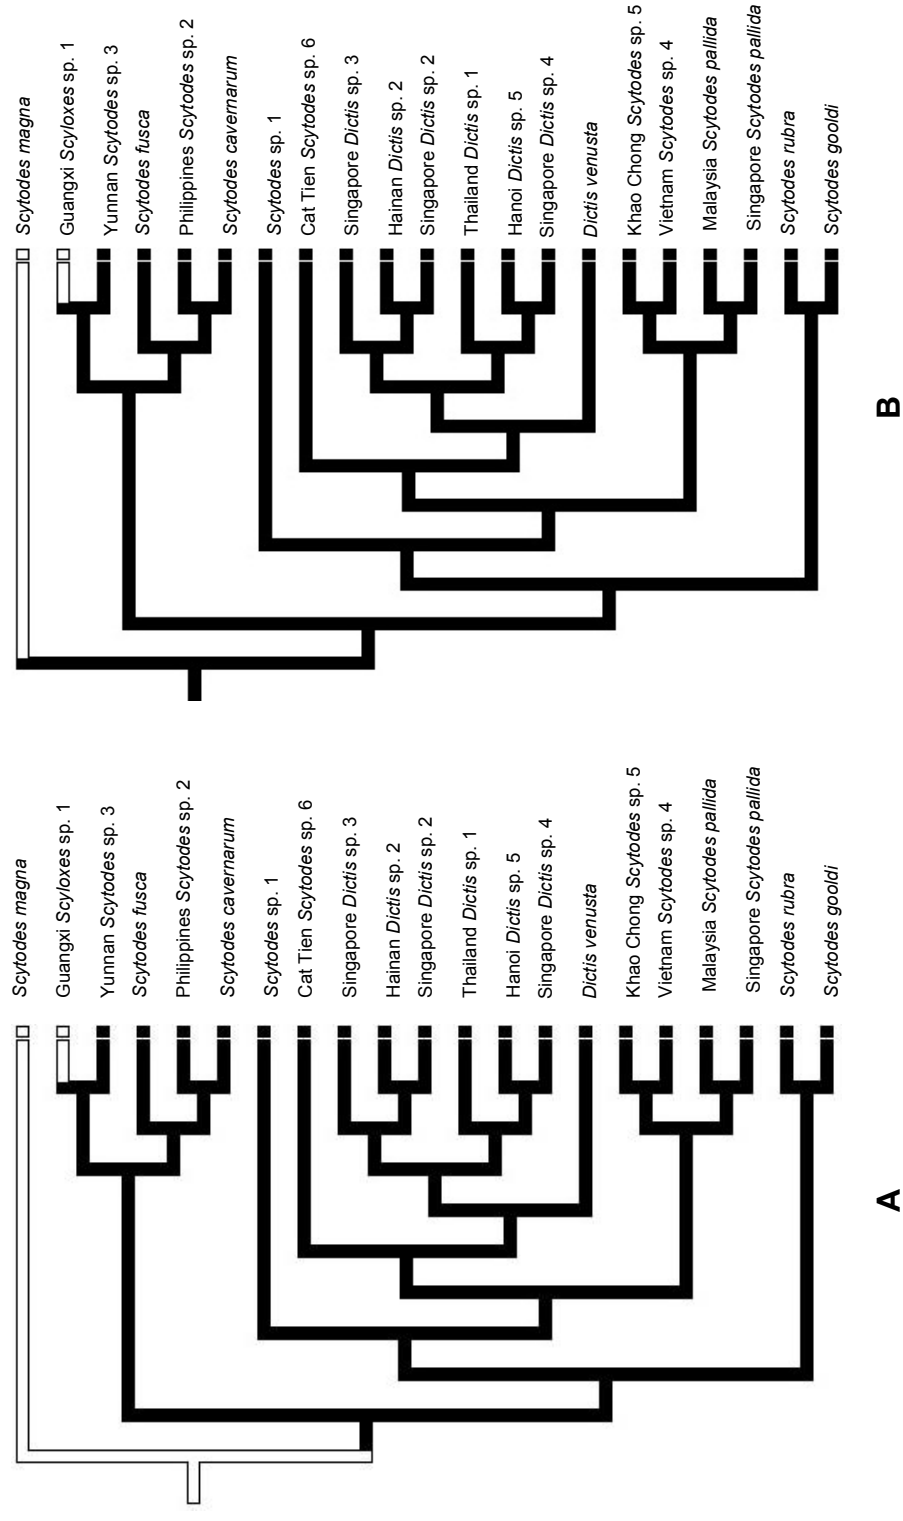 Scytodes magna
Guangxi Scyloxes sp. 1
Yunnan Scytodes sp. 3
Scytodes fusca
Philippines Scytodes sp. 2
Scytodes cavernarum
Scytodes sp. 1
Cat Tien Scytodes sp. 6
Singapore Dictis sp. 3
Hainan Dictis sp. 2
Singapore Dictis sp. 2
Thailand Dictis sp. 1
Hanoi Dictis sp. 5
Singapore Dictis sp. 4
Dictis venusta
Khao Chong Scytodes sp. 5
Vietnam Scytodes sp. 4
Malaysia Scytodes pallida
Singapore Scytodes pallida
Scytodes rubra
Scytodes gooldi
A
Scytodes magna
Guangxi Scyloxes sp. 1
Yunnan Scytodes sp. 3
Scytodes fusca
Philippines Scytodes sp. 2
Scytodes cavernarum
Scytodes sp. 1
Cat Tien Scytodes sp. 6
Singapore Dictis sp. 3
Hainan Dictis sp. 2
Singapore Dictis sp. 2
Thailand Dictis sp. 1
Hanoi Dictis sp. 5
Singapore Dictis sp. 4
Dictis venusta
Khao Chong Scytodes sp. 5
Vietnam Scytodes sp. 4
Malaysia Scytodes pallida
Singapore Scytodes pallida
Scytodes rubra
Scytodes gooldi
B